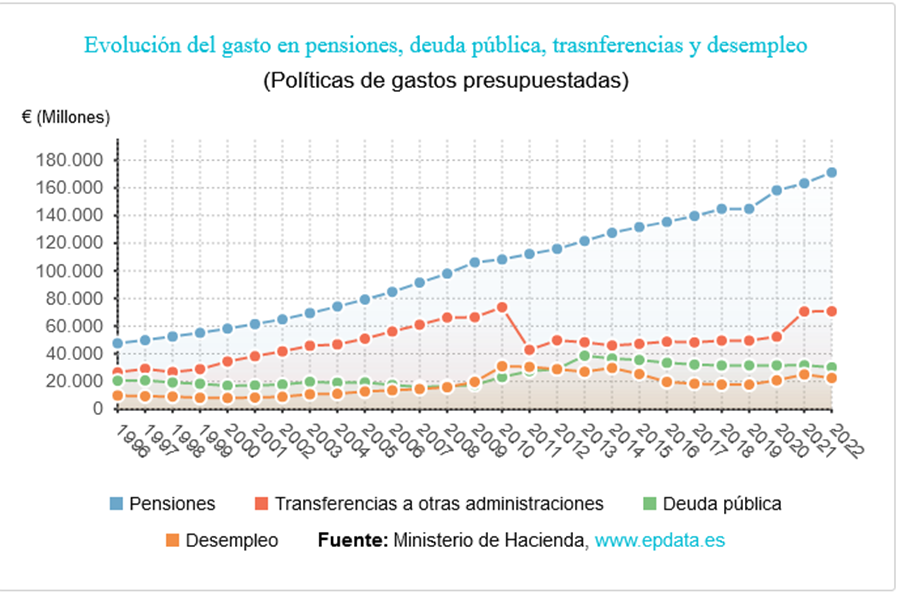 Evolución del gasto en pensiones, deuda pública, trasnferencias y desempleo
(Políticas de gastos presupuestadas)
€ (Millones)
180.000
160.000
140.000
120.000
100.000
80.000
60.000
40.000
20.000
0
1996 1997 1998 1999 2000 2001 2002 2003 2004 2005 2006 2007 2008 2009 2010 2011 2012 2013 2014 2015 2016 2017 2018 2019 2020 2021 2022
Pensiones Transferencias a otras administraciones Deuda pública
Desempleo Fuente: Ministerio de Hacienda, www.epdata.es